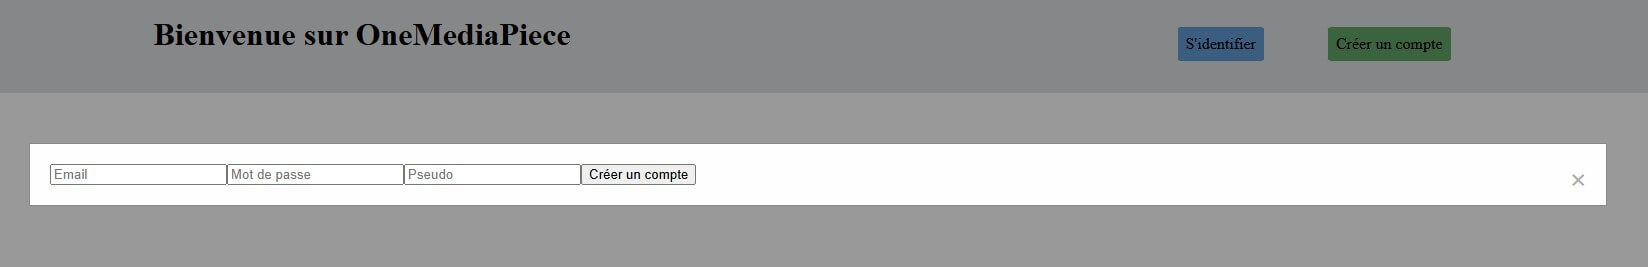 Bienvenue sur OneMediaPiece
S'identifier
Créer un compte
Email Mot de passe Pseudo Créer un compte ×